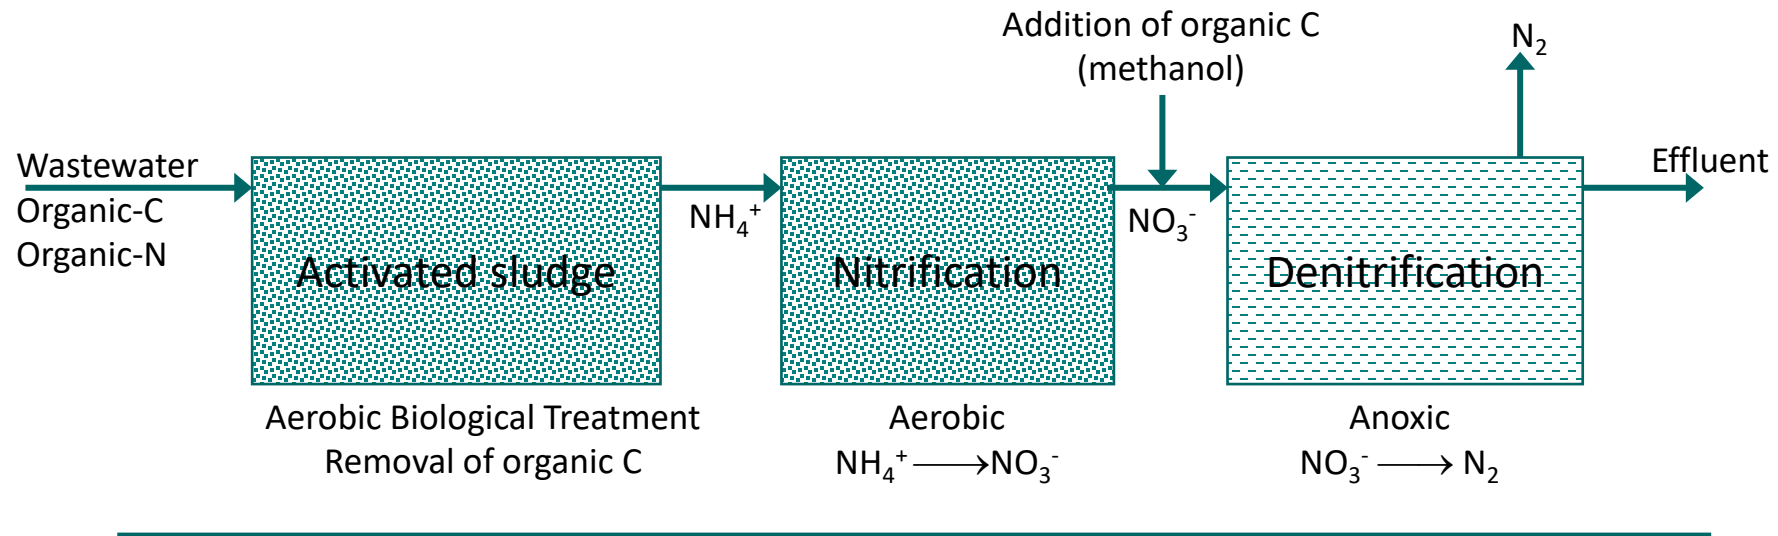 Addition of organic C
(methanol)
N₂
Wastewater
Organic-C
Organic-N
Activated sludge
NH₄⁺
Nitrification
NO₃⁻
Denitrification
Effluent
Aerobic Biological Treatment
Removal of organic C
Aerobic
NH₄⁺ ⟶ NO₃⁻
Anoxic
NO₃⁻ ⟶ N₂